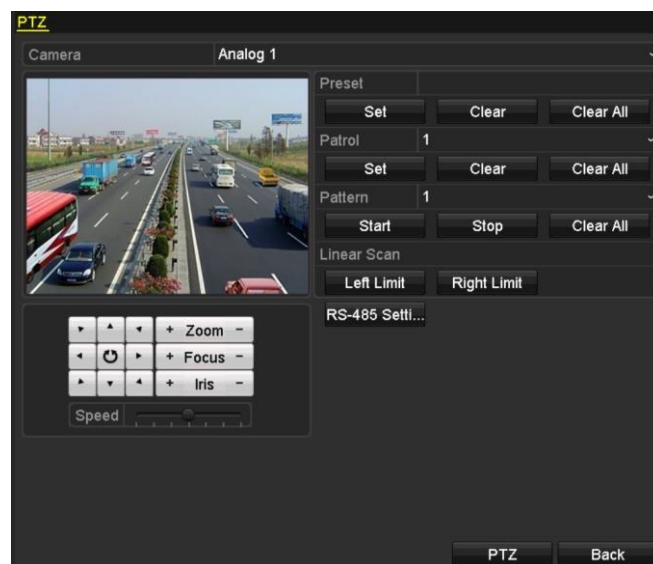 PTZ
Camera Analog 1
Preset
Set Clear Clear All
Patrol 1
Set Clear Clear All
Pattern 1
Start Stop Clear All
Linear Scan
Left Limit Right Limit
RS-485 Setti...
+ Zoom -
+ Focus -
+ Iris -
Speed
PTZ Back